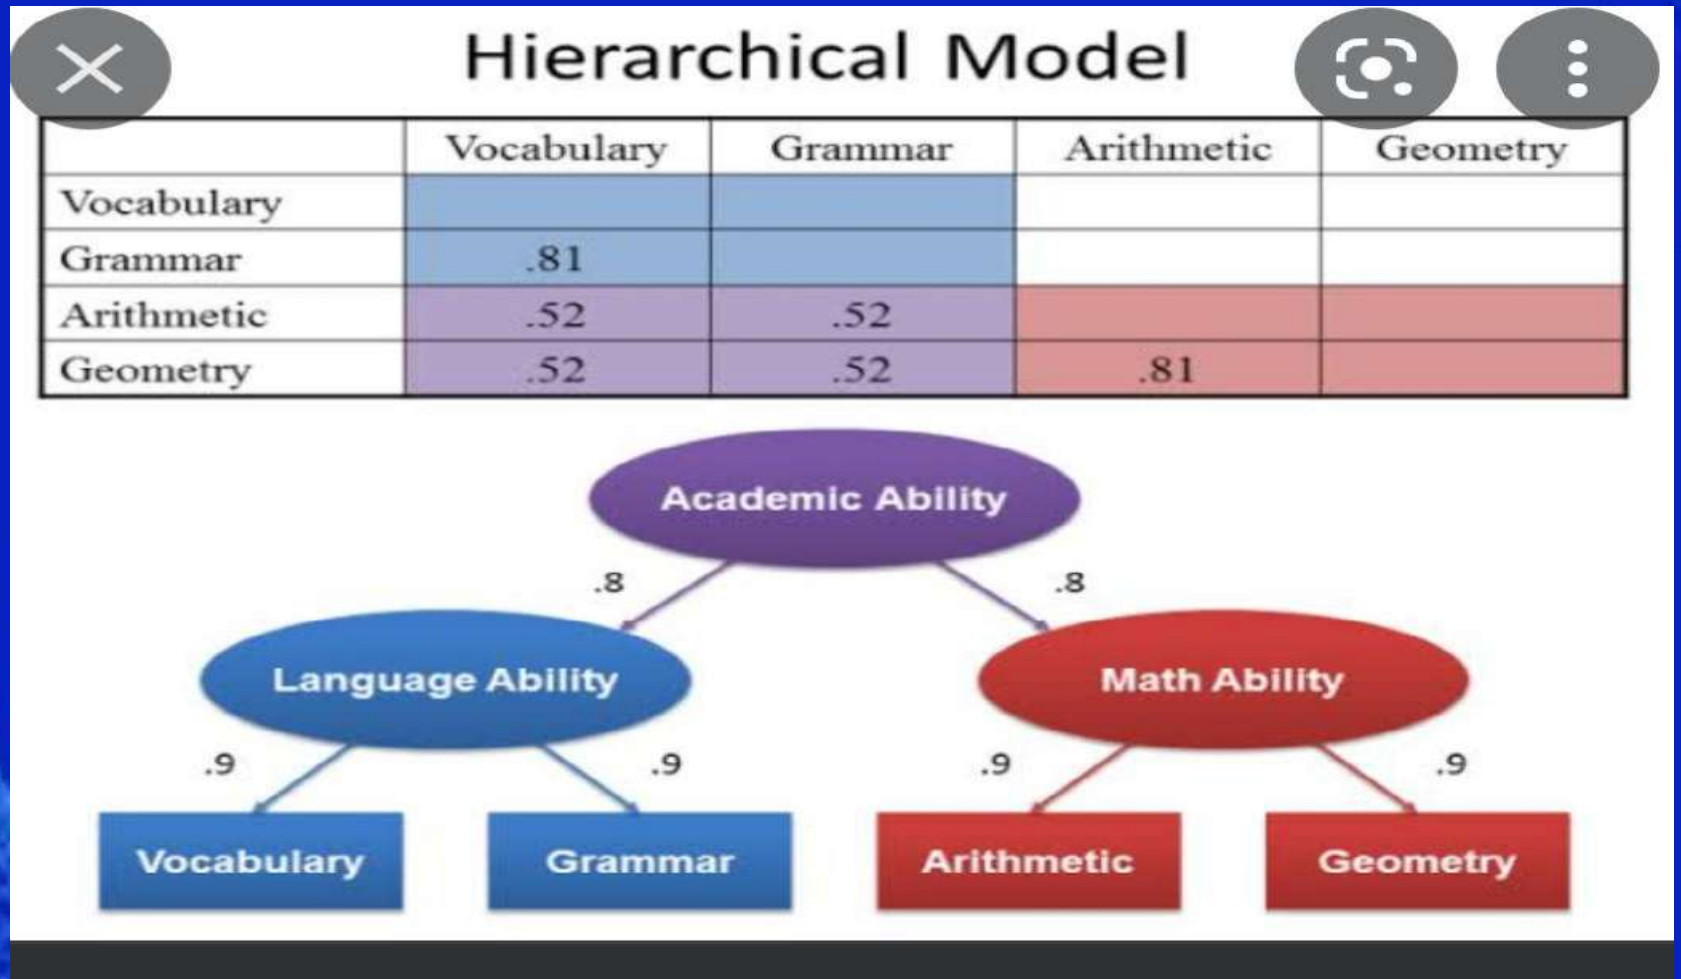 Hierarchical Model
Vocabulary Grammar Arithmetic Geometry
Vocabulary
Grammar .81
Arithmetic .52 .52
Geometry .52 .52 .81
Academic Ability
.8 .8
Language Ability Math Ability
.9 .9 .9 .9
Vocabulary Grammar Arithmetic Geometry